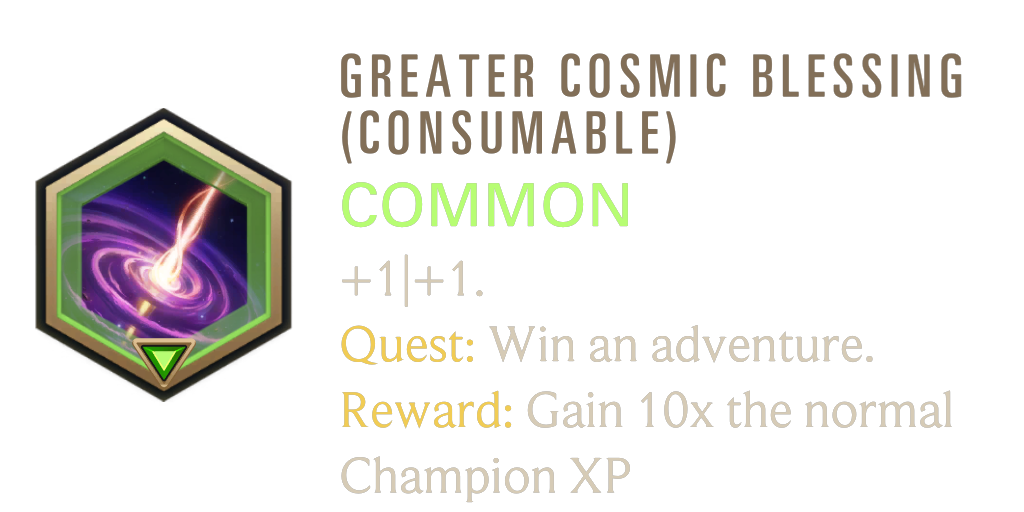 GREATER COSMIC BLESSING
(CONSUMABLE)
COMMON
+1|+1.
Quest: Win an adventure.
Reward: Gain 10x the normal
Champion XP